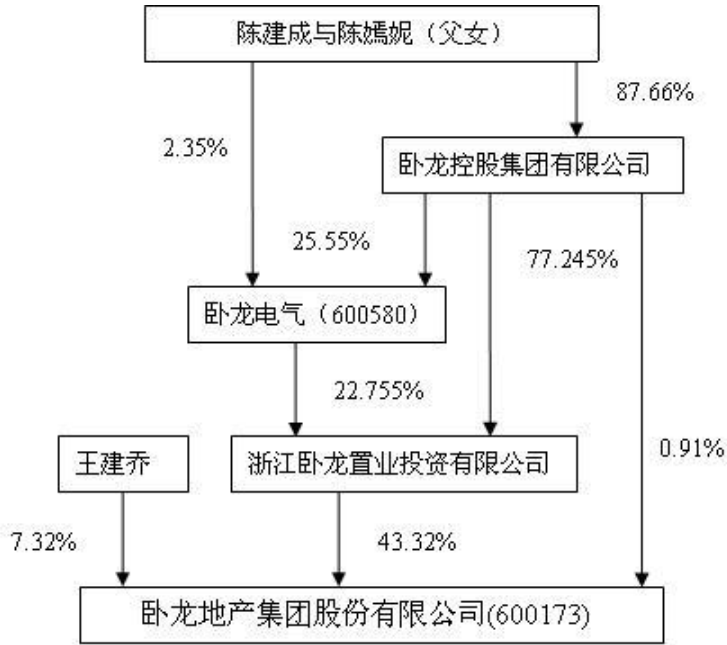 陈建成与陈嫣妮（父女）
87.66%
2.35%
卧龙控股集团有限公司
25.55%
77.245%
卧龙电气（600580）
22.755%
王建乔
浙江卧龙置业投资有限公司
0.91%
7.32%
43.32%
卧龙地产集团股份有限公司(600173)